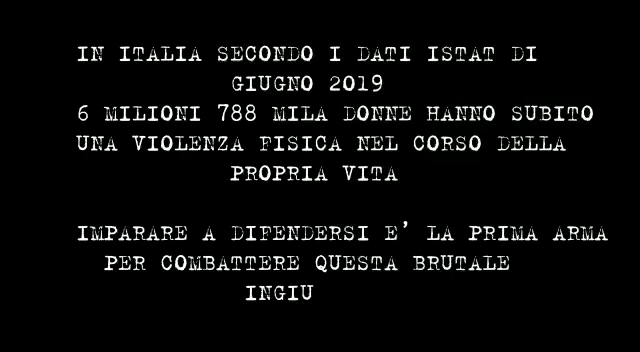 IN ITALIA SECONDO I DATI ISTAT DI
GIUGNO 2019
6 MILIONI 788 MILA DONNE HANNO SUBITO
UNA VIOLENZA FISICA NEL CORSO DELLA
PROPRIA VITA
IMPARARE A DIFENDERSI E' LA PRIMA ARMA
PER COMBATTERE QUESTA BRUTALE
INGIU